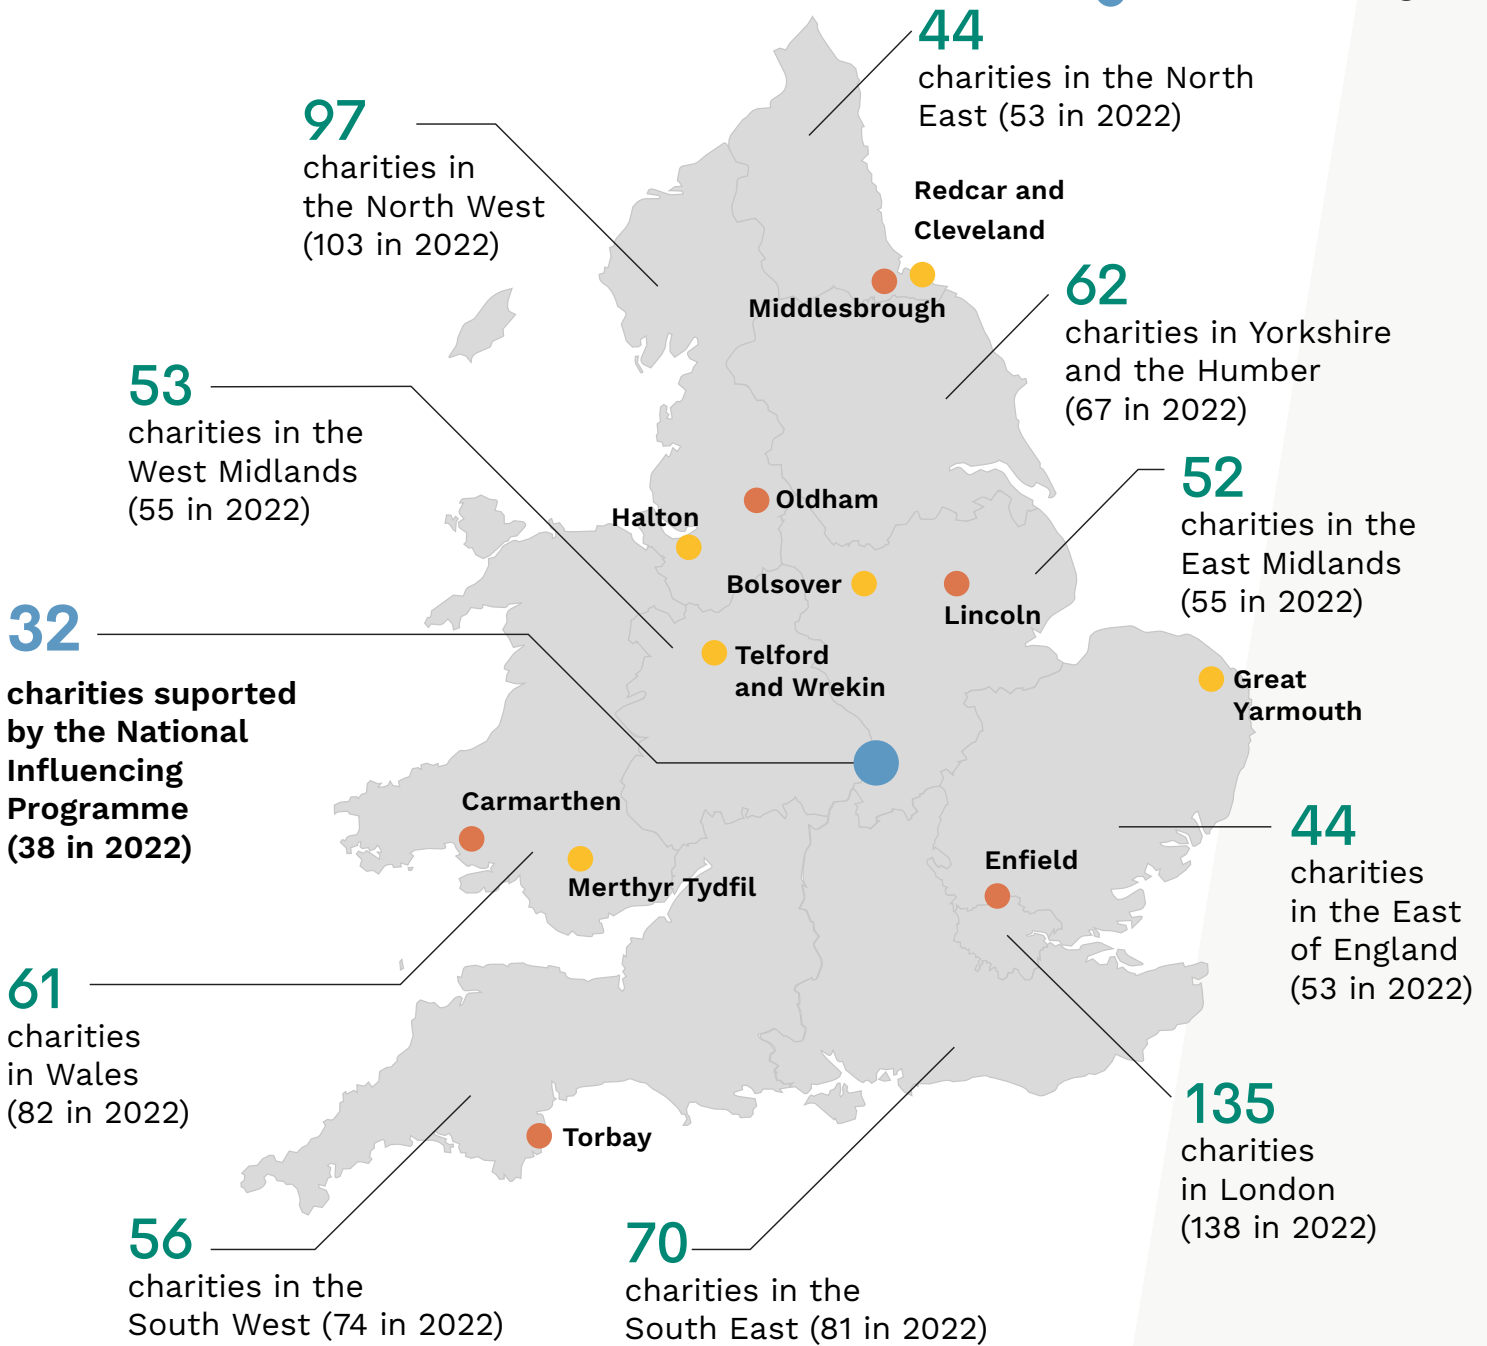 44
charities in the North
East (53 in 2022)
97
charities in
the North West
(103 in 2022)
Redcar and
Cleveland
Middlesbrough
62
charities in Yorkshire
and the Humber
(67 in 2022)
53
charities in the
West Midlands
(55 in 2022)
52
charities in the
East Midlands
(55 in 2022)
Oldham
Halton
Bolsover
Lincoln
32
charities suported
by the National
Influencing
Programme
(38 in 2022)
Telford
and Wrekin
Great
Yarmouth
Carmarthen
Merthyr Tydfil
Enfield
44
charities
in the East
of England
(53 in 2022)
61
charities
in Wales
(82 in 2022)
135
charities
in London
(138 in 2022)
Torbay
56
charities in the
South West (74 in 2022)
70
charities in the
South East (81 in 2022)